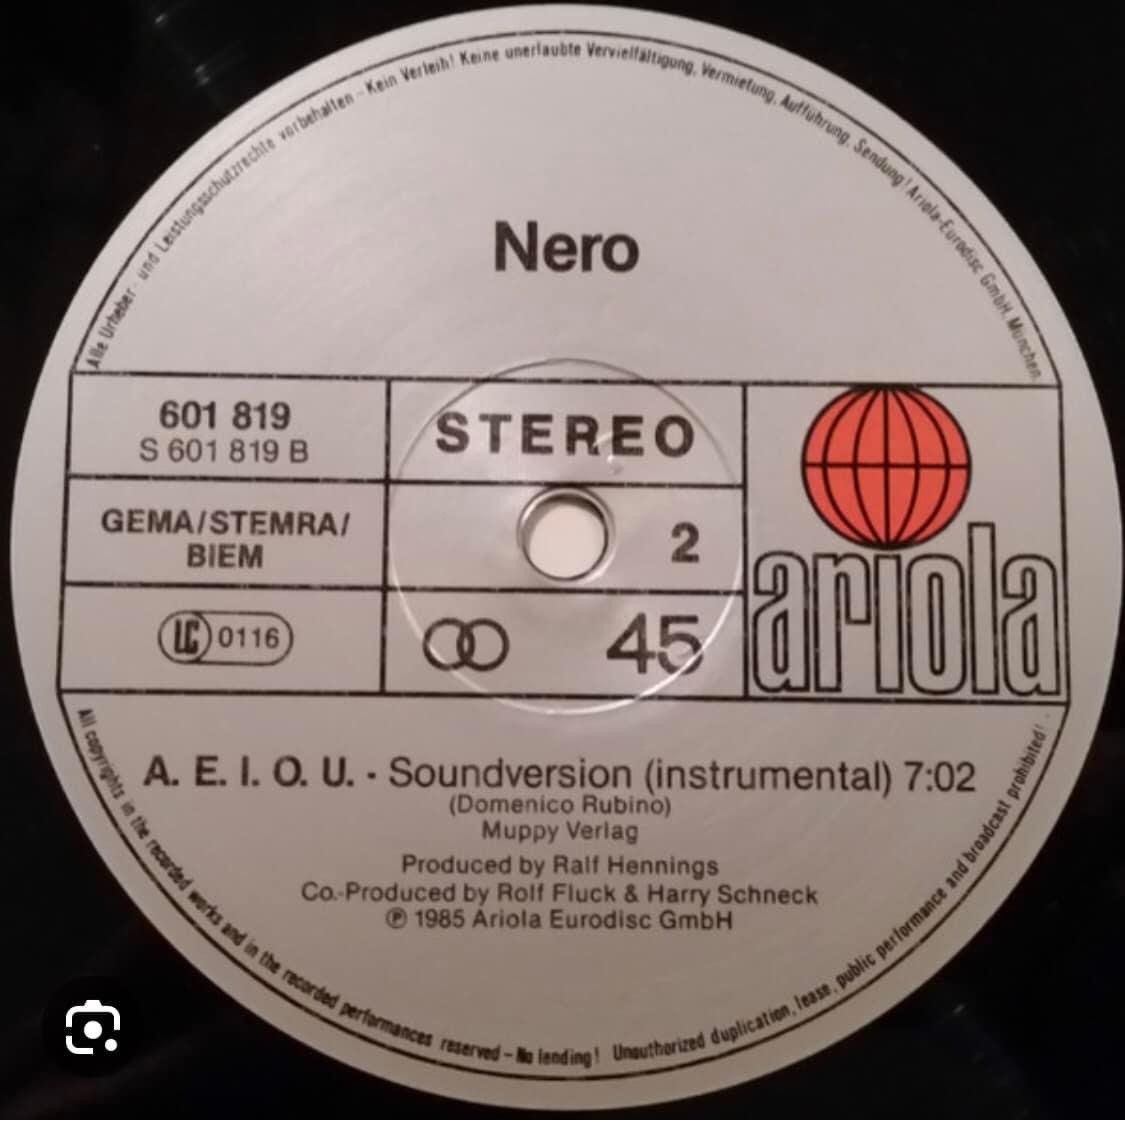 Alle Urheber- und Leistungsschutzrechte vorbehalten - Kein Verleih! Keine unerlaubte Vervielfältigung, Vermietung, Aufführung, Sendung! Ariola-Eurodisc GmbH, München.
Nero
601 819
S 601 819 B
STEREO
GEMA/STEMRA/
BIEM
2
LC 0116
45
ariola
A. E. I. O. U. · Soundversion (instrumental) 7:02
(Domenico Rubino)
Muppy Verlag
Produced by Ralf Hennings
Co.-Produced by Rolf Fluck & Harry Schneck
℗ 1985 Ariola Eurodisc GmbH
All copyrights in the recorded works and in the recorded performances reserved – No lending! Unauthorized duplication, lease, public performance and broadcast prohibited!